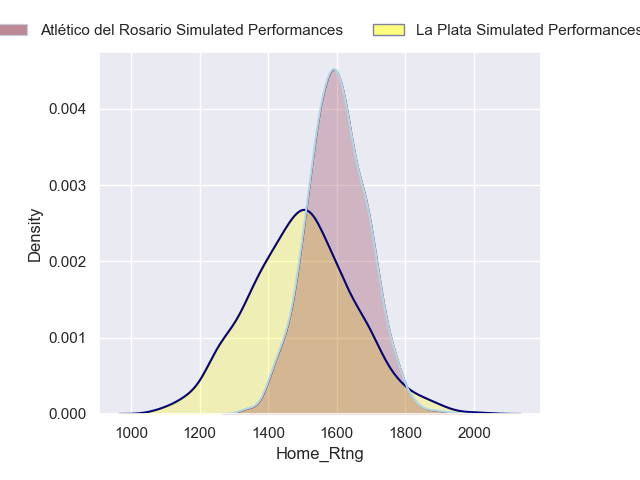 Atlético del Rosario Simulated Performances La Plata Simulated Performances
0.004
0.003
0.002
0.001
0.000
Density
1000 1200 1400 1600 1800 2000
Home_Rtng